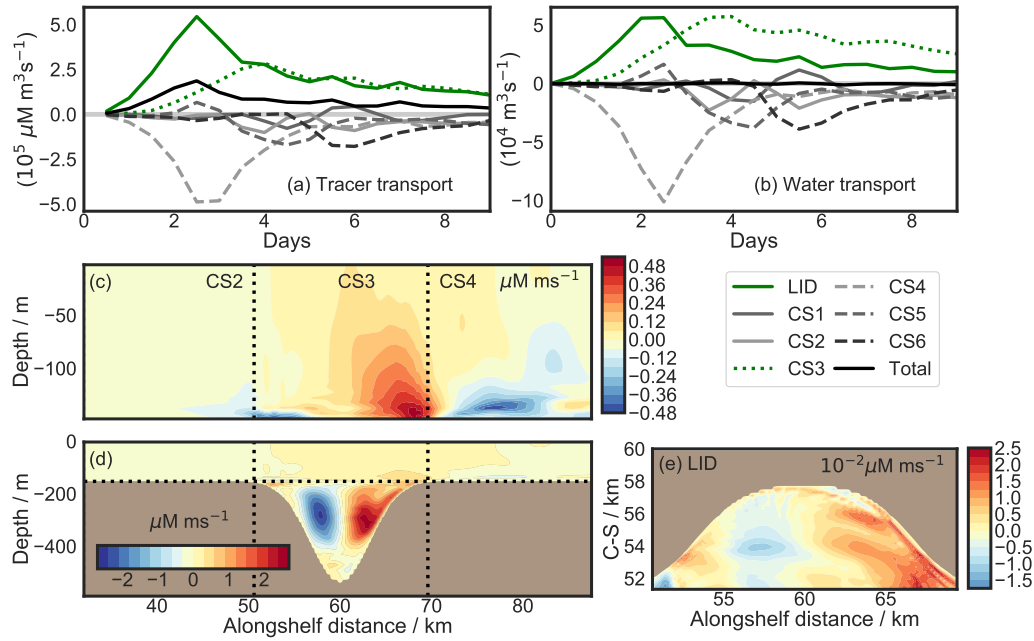 5.0
2.5
0.0
−2.5
−5.0
(10⁵ μM m³s⁻¹)
(a) Tracer transport
0 2 4 6 8
Days
5
0
−5
−10
(10⁴ m³s⁻¹)
(b) Water transport
0 2 4 6 8
Days
(c) CS2 CS3 CS4 μM ms⁻¹
−50
−100
Depth / m
0.48
0.36
0.24
0.12
0.00
−0.12
−0.24
−0.36
−0.48
LID CS4
CS1 CS5
CS2 CS6
CS3 Total
(d)
0
−200
−400
Depth / m
μM ms⁻¹
−2 0 2
40 50 60 70 80
Alongshelf distance / km
(e) LID 10⁻²μM ms⁻¹
60
58
56
54
52
C-S / km
55 60 65
Alongshelf distance / km
2.5
2.0
1.5
1.0
0.5
0.0
−0.5
−1.0
−1.5